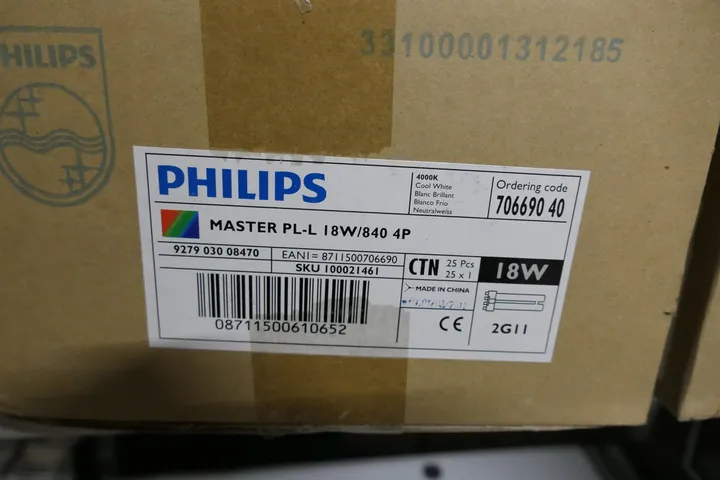 PHILIPS
33100001312185
PHILIPS
4000K
Cool White
Blanc Brillant
Blanco Frio
Neutralweiss
Ordering code
706690 40
MASTER PL-L 18W/840 4P
9279 030 08470
EAN1= 8711500706690
SKU 100021461
CTN
25 Pcs
25 x 1
18W
MADE IN CHINA
08711500610652
CE
2G11